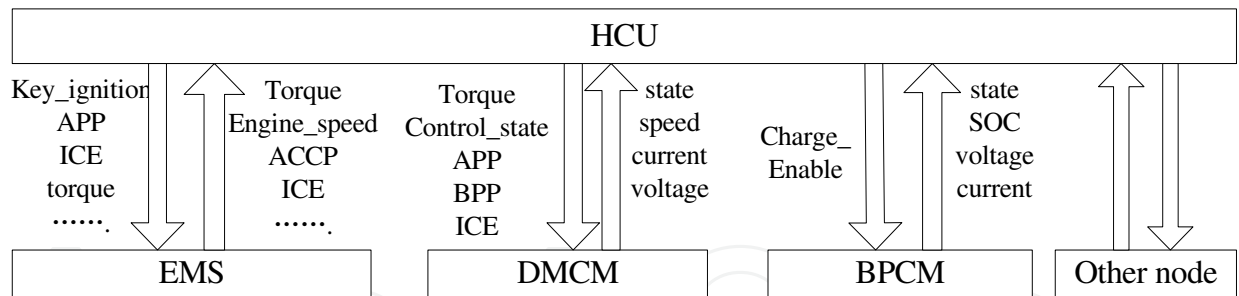 HCU
Key_ignition
APP
ICE
torque
…….
Torque
Engine_speed
ACCP
ICE
…….
Torque
Control_state
APP
BPP
ICE
state
speed
current
voltage
Charge_
Enable
state
SOC
voltage
current
EMS
DMCM
BPCM
Other node